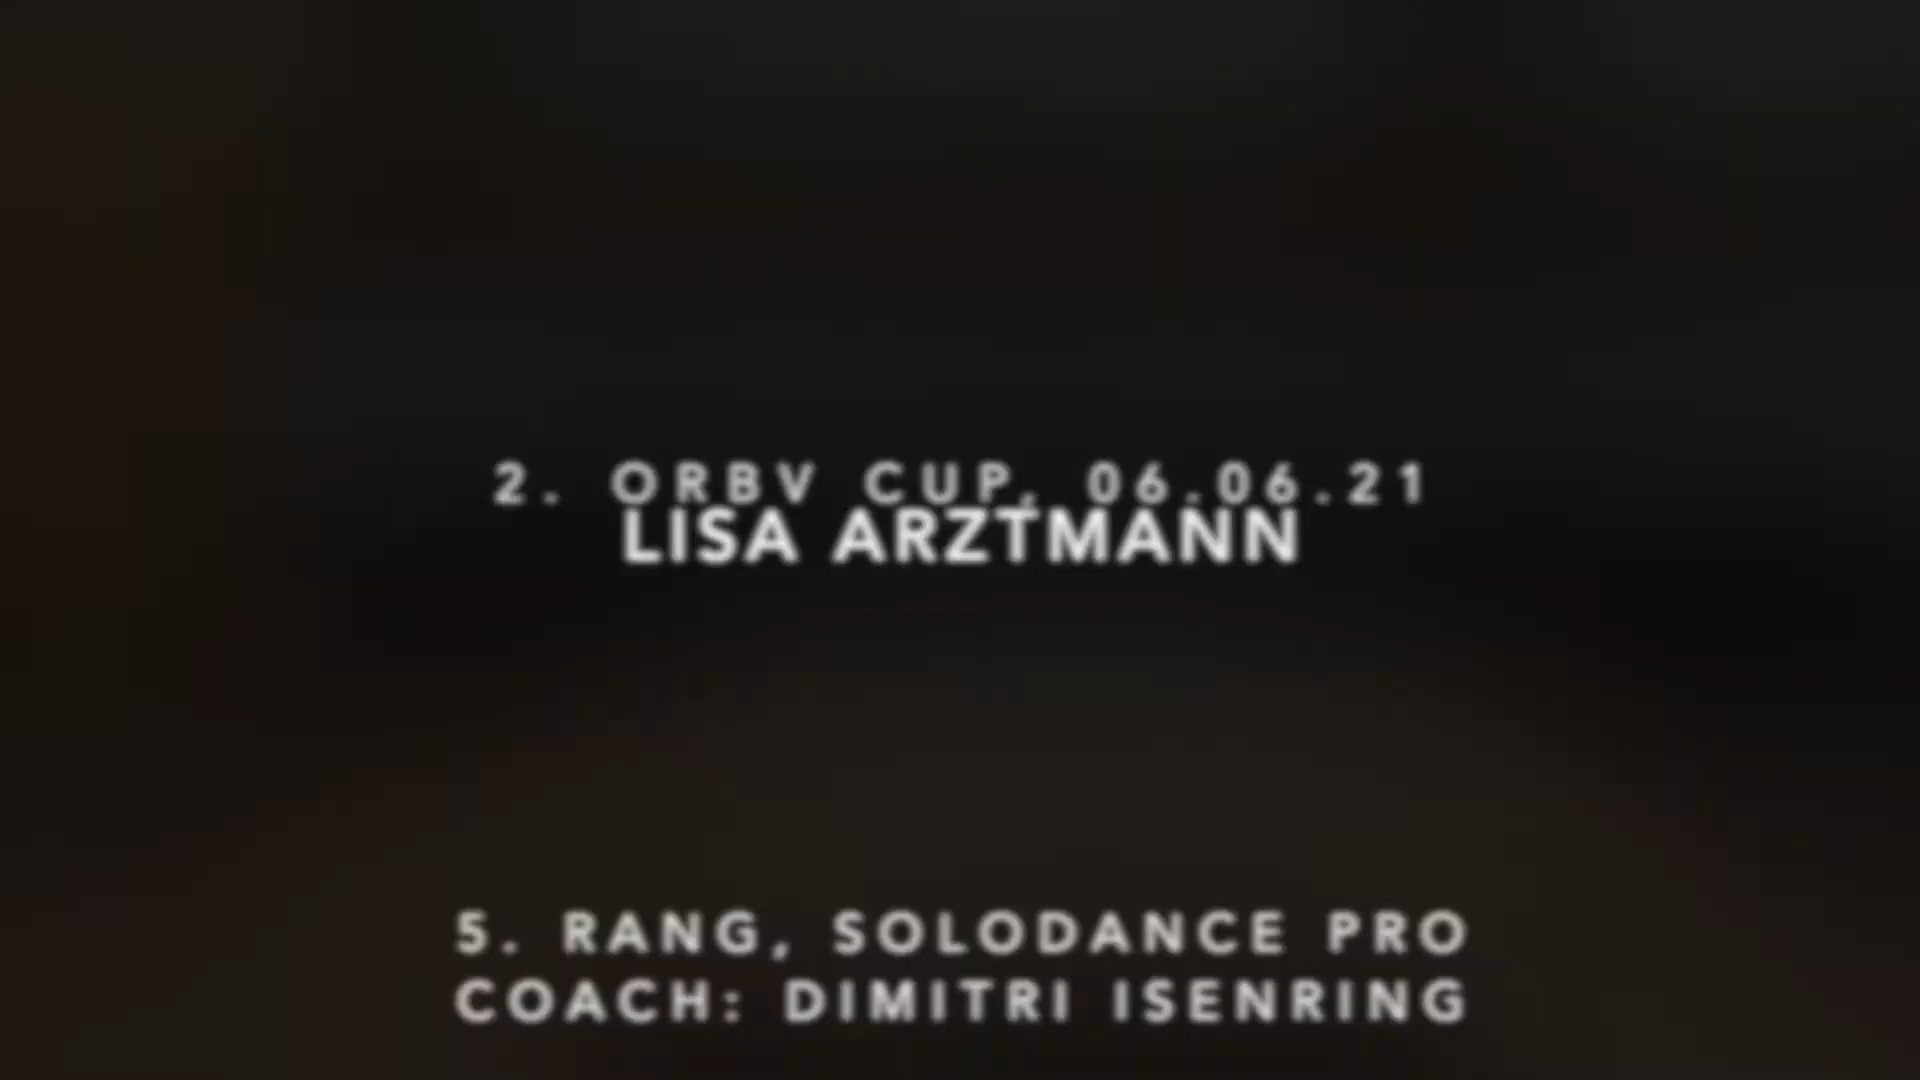 2. ORBV CUP, 06.06.21
LISA ARZTMANN
5. RANG, SOLODANCE PRO
COACH: DIMITRI ISENRING